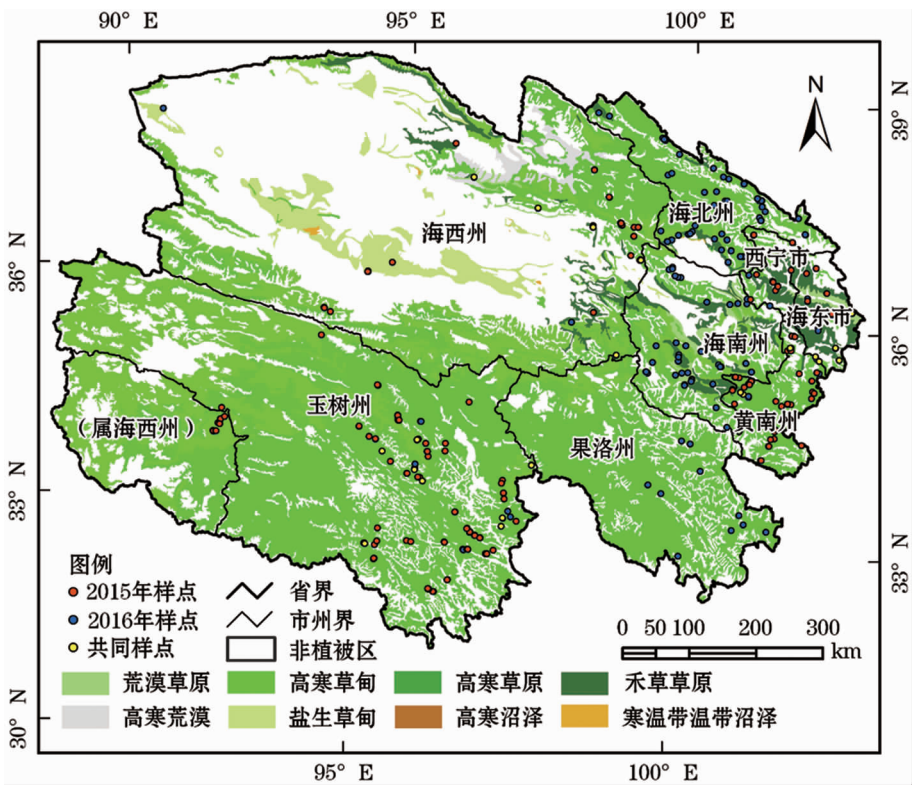 90° E 95° E 100° E
N
39° N
海北州
海西州
西宁市
36° N
海东市
36° N
海南州
玉树州
(属海西州)
黄南州
果洛州
33° N
33° N
图例
2015年样点 省界
2016年样点 市州界
共同样点 非植被区
0 50 100 200 300
km
荒漠草原 高寒草甸 高寒草原 禾草草原
高寒荒漠 盐生草甸 高寒沼泽 寒温带温带沼泽
30° N
30° N
95° E 100° E